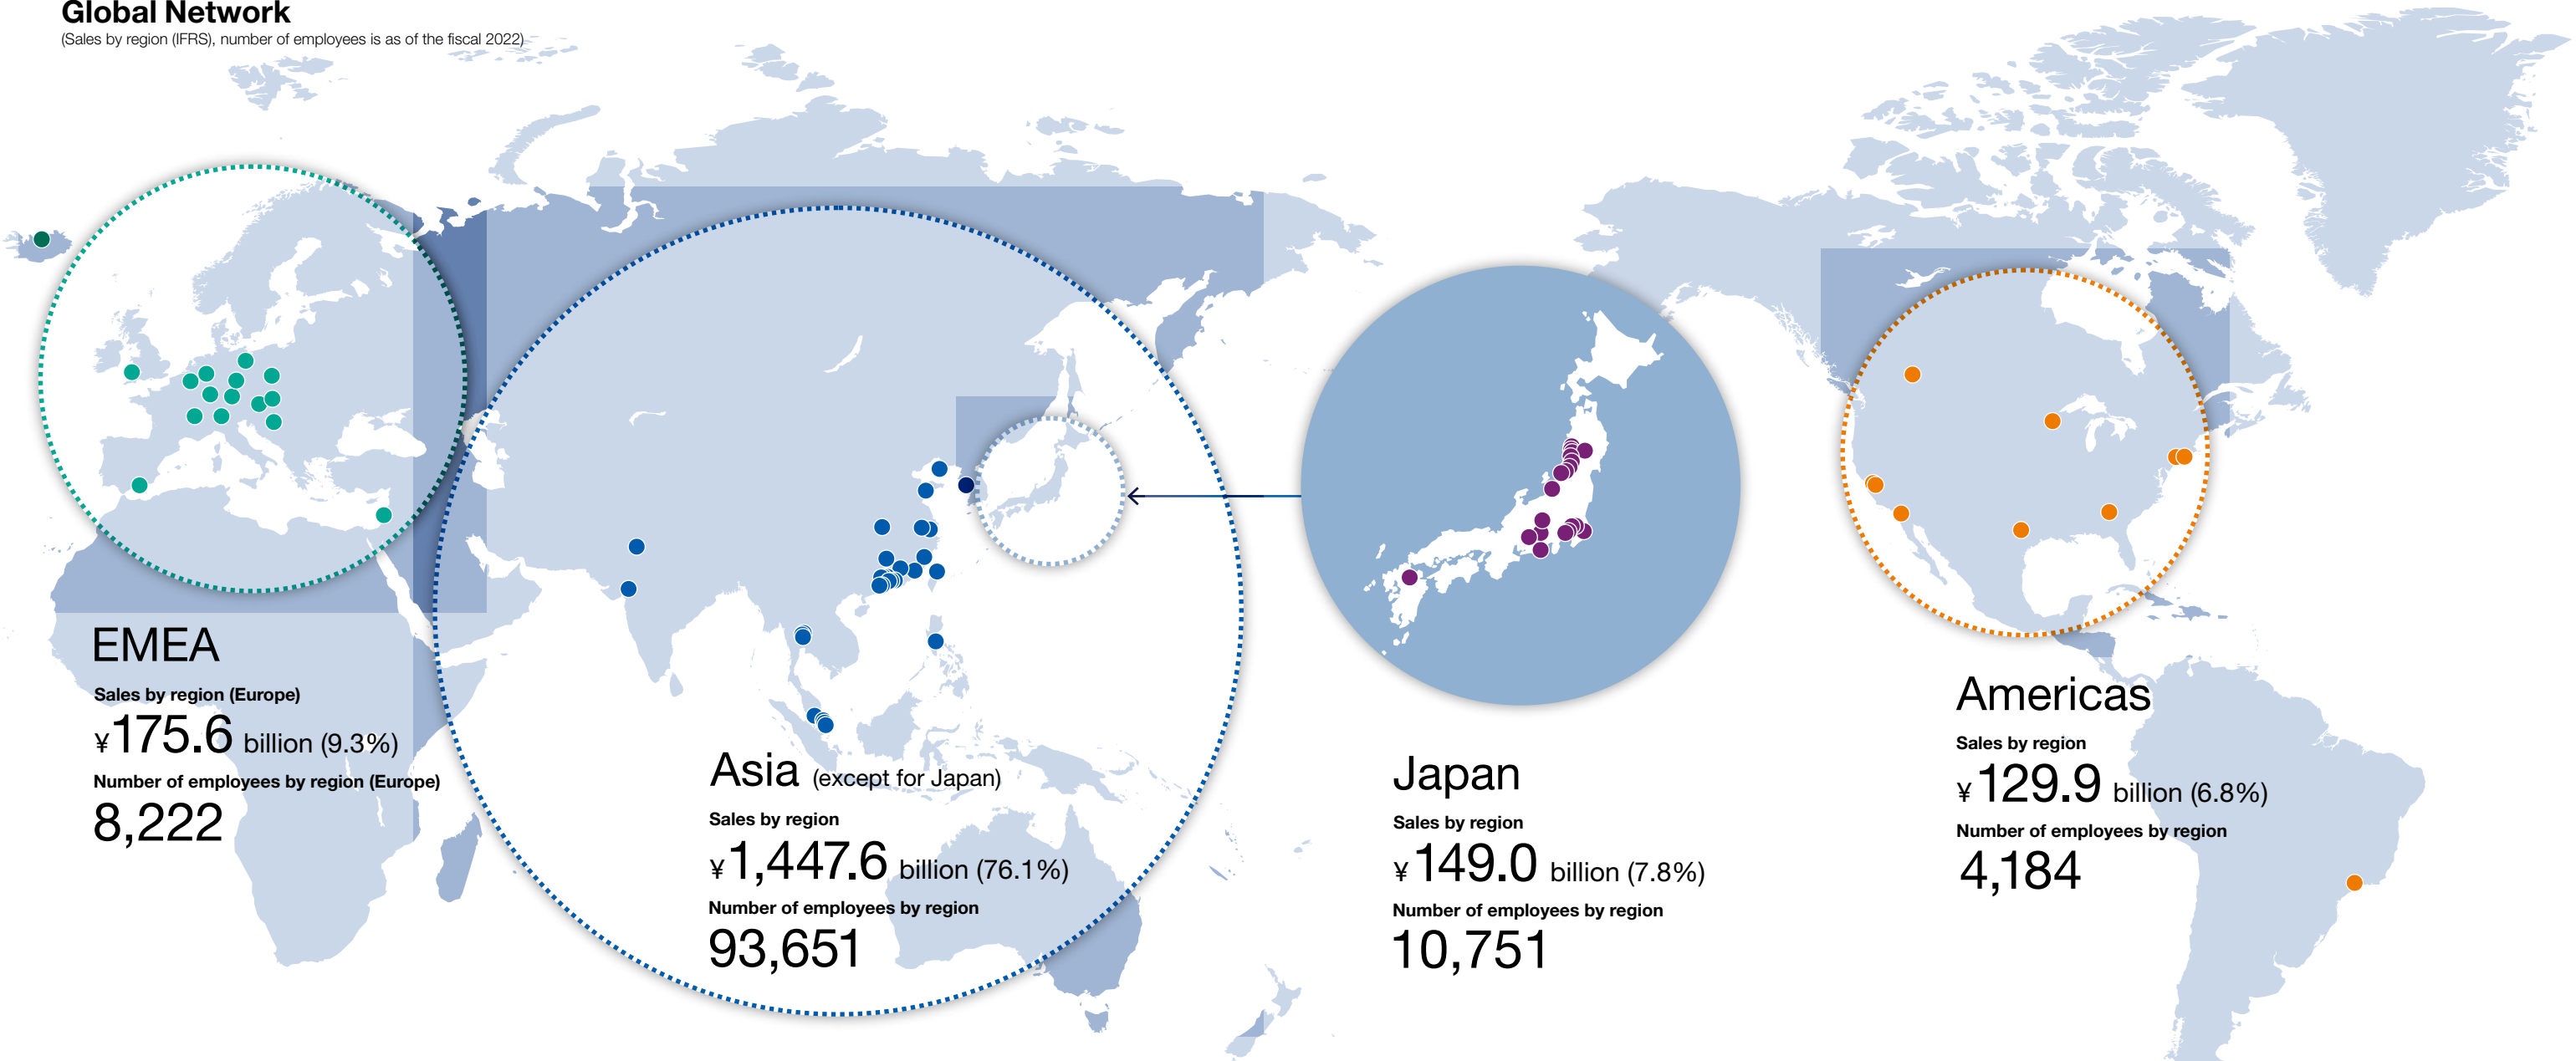 Global Network
(Sales by region (IFRS), number of employees is as of the fiscal 2022)
EMEA
Sales by region (Europe)
¥175.6 billion (9.3%)
Number of employees by region (Europe)
8,222
Asia (except for Japan)
Sales by region
¥1,447.6 billion (76.1%)
Number of employees by region
93,651
Japan
Sales by region
¥149.0 billion (7.8%)
Number of employees by region
10,751
Americas
Sales by region
¥129.9 billion (6.8%)
Number of employees by region
4,184